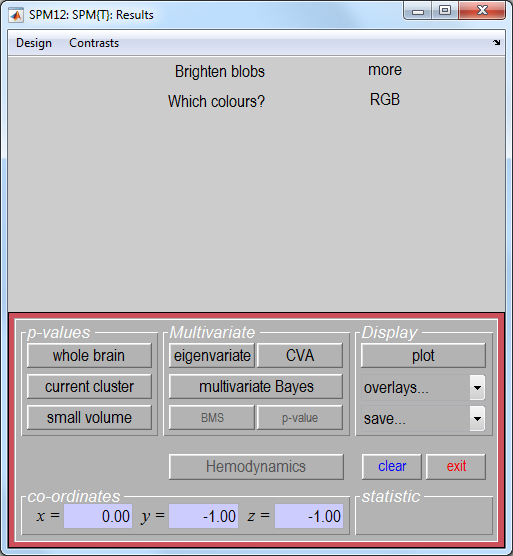 SPM12: SPM{T}: Results
Design Contrasts
Brighten blobs more
Which colours? RGB
p-values Multivariate Display
whole brain eigenvariate CVA plot
current cluster multivariate Bayes overlays...
small volume BMS p-value save...
Hemodynamics clear exit
co-ordinates statistic
x = 0.00 y = -1.00 z = -1.00